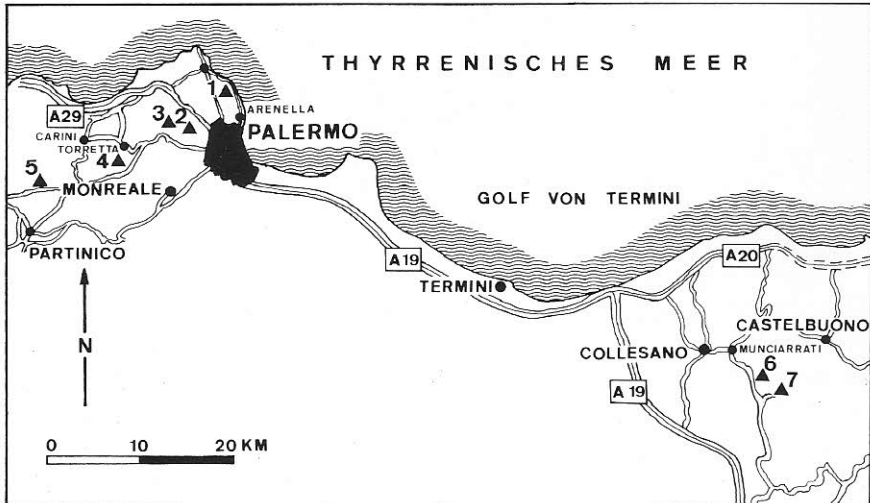 THYRRENISCHES MEER
1
A29
ARENELLA
3
2
CARINI
PALERMO
TORRETTA
4
5
MONREALE
GOLF VON TERMINI
PARTINICO
A19
A20
TERMINI
N
CASTELBUONO
COLLESANO
MUNCIARRATI
6
7
A 19
0 10 20 KM